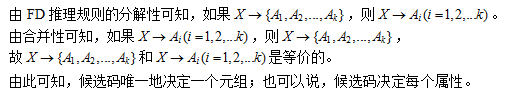 由 FD 推理规则的分解性可知，如果 X→{A₁,A₂,...,Aₖ}，则 X→Aᵢ(i=1,2,..k) 。
由合并性可知，如果 X→Aᵢ(i=1,2,...k)，则 X→{A₁,A₂,...,Aₖ}，
故 X→{A₁,A₂,...,Aₖ}和 X→Aᵢ(i=1,2,...k)是等价的。
由此可知，候选码唯一地决定一个元组；也可以说，候选码决定每个属性。